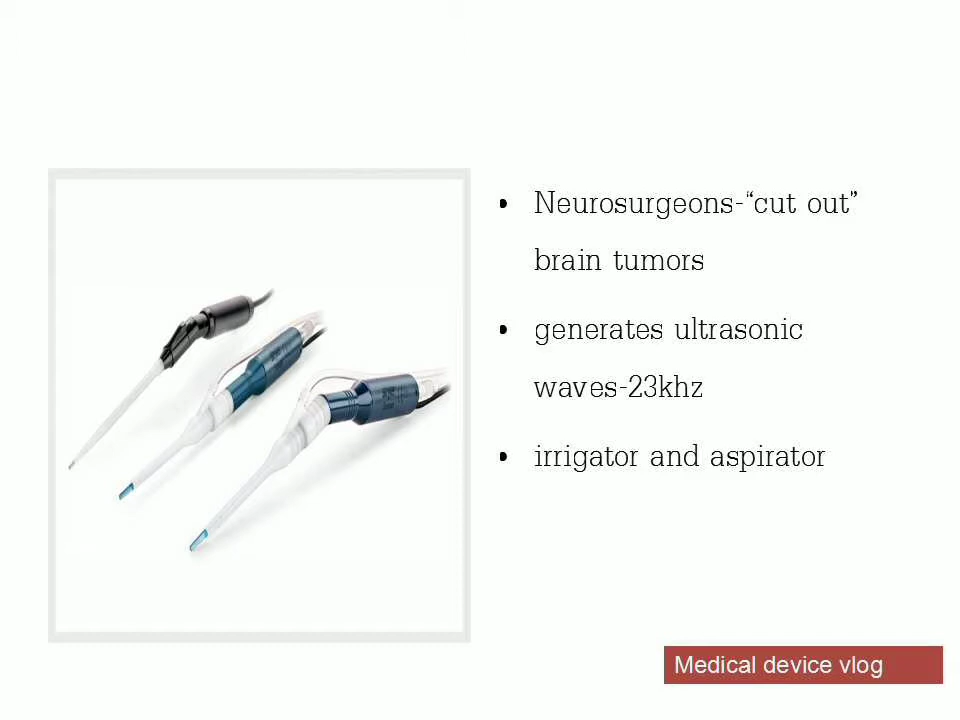 • Neurosurgeons-“cut out”
brain tumors
• generates ultrasonic
waves-23khz
• irrigator and aspirator
Medical device vlog